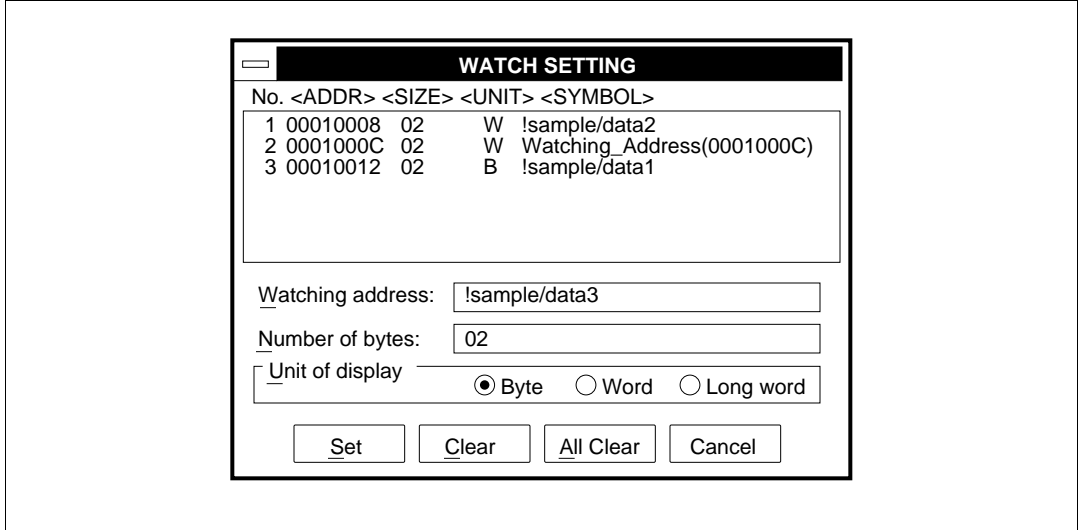 WATCH SETTING
No. <ADDR> <SIZE> <UNIT> <SYMBOL>
1 00010008 02 W !sample/data2
2 0001000C 02 W Watching_Address(0001000C)
3 00010012 02 B !sample/data1
Watching address: !sample/data3
Number of bytes: 02
Unit of display
Byte Word Long word
Set Clear All Clear Cancel